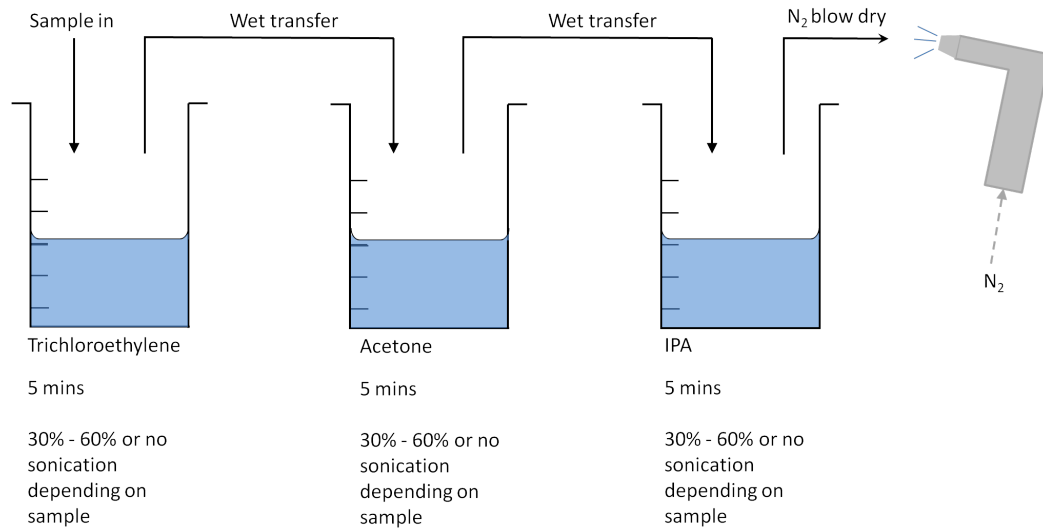 Sample in
Wet transfer
Wet transfer
N₂ blow dry
N₂
Trichloroethylene
5 mins
30% - 60% or no
sonication
depending on
sample
Acetone
5 mins
30% - 60% or no
sonication
depending on
sample
IPA
5 mins
30% - 60% or no
sonication
depending on
sample